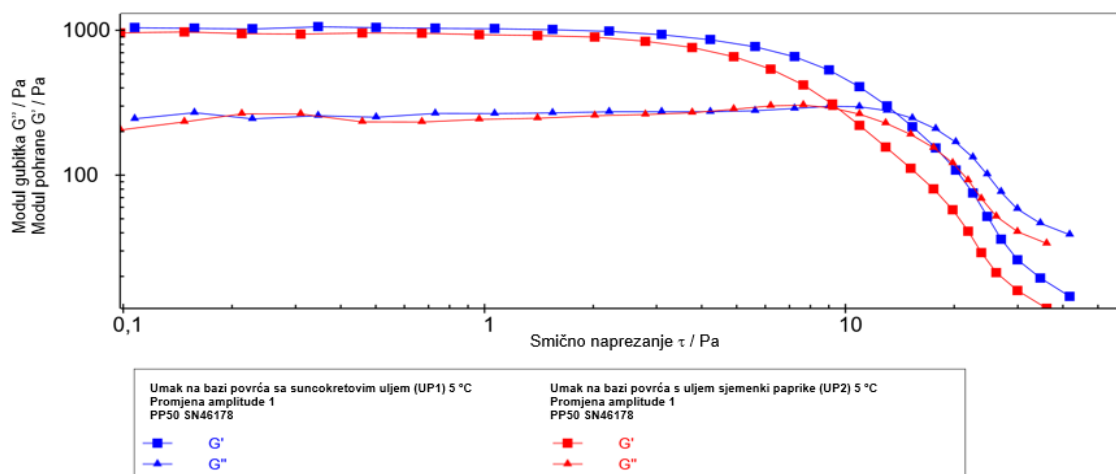 Modul gubitka G'' / Pa
Modul pohrane G' / Pa
1000
100
0,1
1
10
Smično naprezanje τ / Pa
Umak na bazi povrća sa suncokretovim uljem (UP1) 5 °C
Promjena amplitude 1
PP50 SN46178
G'
G''
Umak na bazi povrća s uljem sjemenki paprike (UP2) 5 °C
Promjena amplitude 1
PP50 SN46178
G'
G''